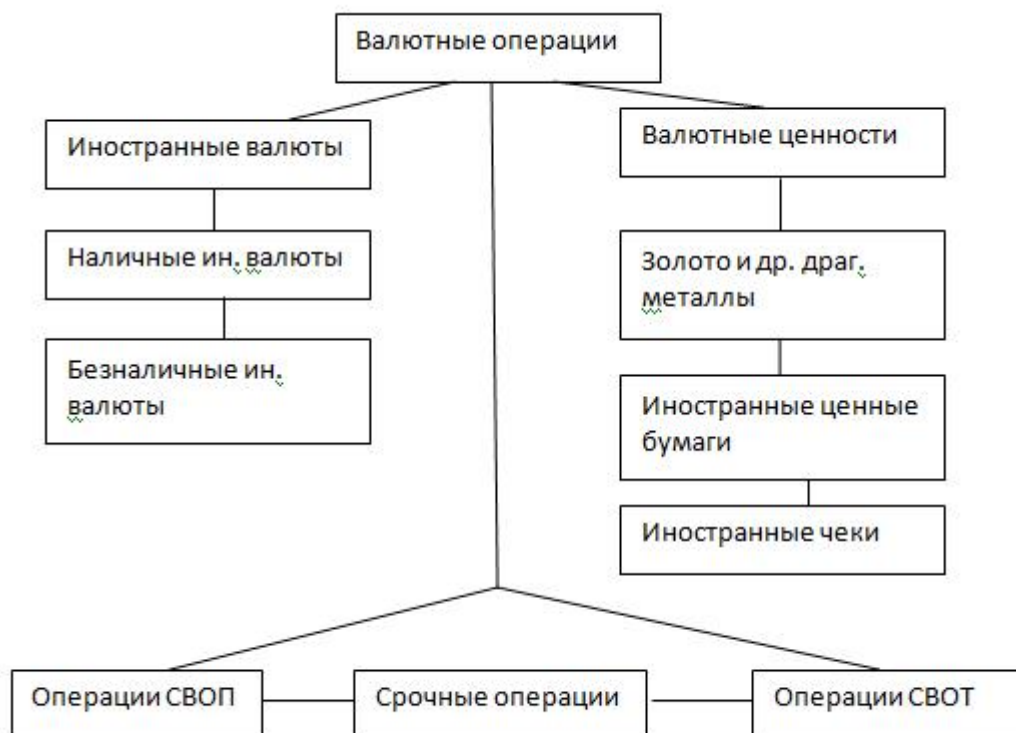 Валютные операции
Иностранные валюты
Валютные ценности
Наличные ин. валюты
Золото и др. драг.
металлы
Безналичные ин.
валюты
Иностранные ценные
бумаги
Иностранные чеки
Операции СВОП
Срочные операции
Операции СВОТ